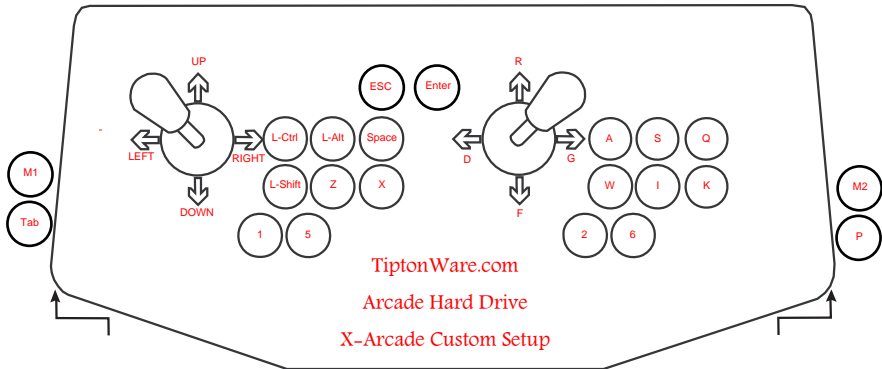 UP
R
ESC Enter
L-Ctrl L-Alt Space
A S Q
LEFT RIGHT
D G
M1
L-Shift Z X
W I K
M2
DOWN
F
Tab
1 5
2 6
P
TiptonWare.com
Arcade Hard Drive
X-Arcade Custom Setup